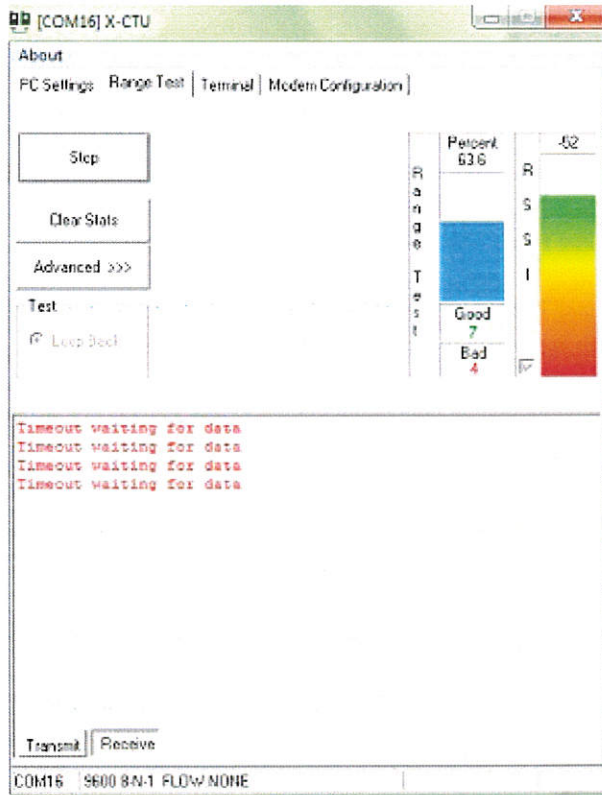 [COM16] X-CTU
About
PC Settings Range Test Terminal Modem Configuration
Stop
Clear Stats
Advanced >>>
Test
Loop Back
Range Test
Percent
63.6
Good
7
Bad
4
RSSI
-52
Timeout waiting for data
Timeout waiting for data
Timeout waiting for data
Timeout waiting for data
Transmit Receive
COM16 9600 8-N-1 FLOW:NONE